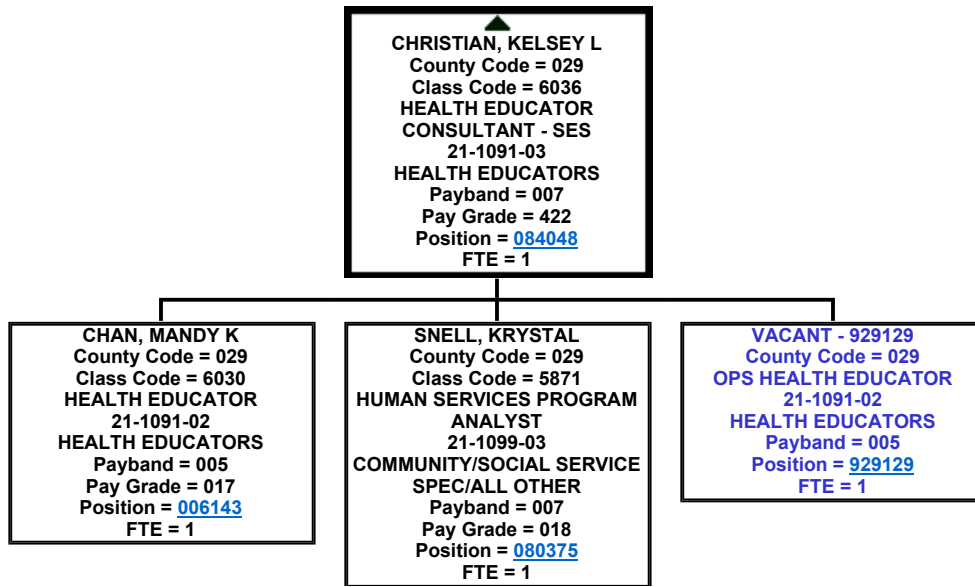 CHRISTIAN, KELSEY L
County Code = 029
Class Code = 6036
HEALTH EDUCATOR
CONSULTANT - SES
21-1091-03
HEALTH EDUCATORS
Payband = 007
Pay Grade = 422
Position = 084048
FTE = 1
CHAN, MANDY K
County Code = 029
Class Code = 6030
HEALTH EDUCATOR
21-1091-02
HEALTH EDUCATORS
Payband = 005
Pay Grade = 017
Position = 006143
FTE = 1
SNELL, KRYSTAL
County Code = 029
Class Code = 5871
HUMAN SERVICES PROGRAM
ANALYST
21-1099-03
COMMUNITY/SOCIAL SERVICE
SPEC/ALL OTHER
Payband = 007
Pay Grade = 018
Position = 080375
FTE = 1
VACANT - 929129
County Code = 029
OPS HEALTH EDUCATOR
21-1091-02
HEALTH EDUCATORS
Payband = 005
Position = 929129
FTE = 1